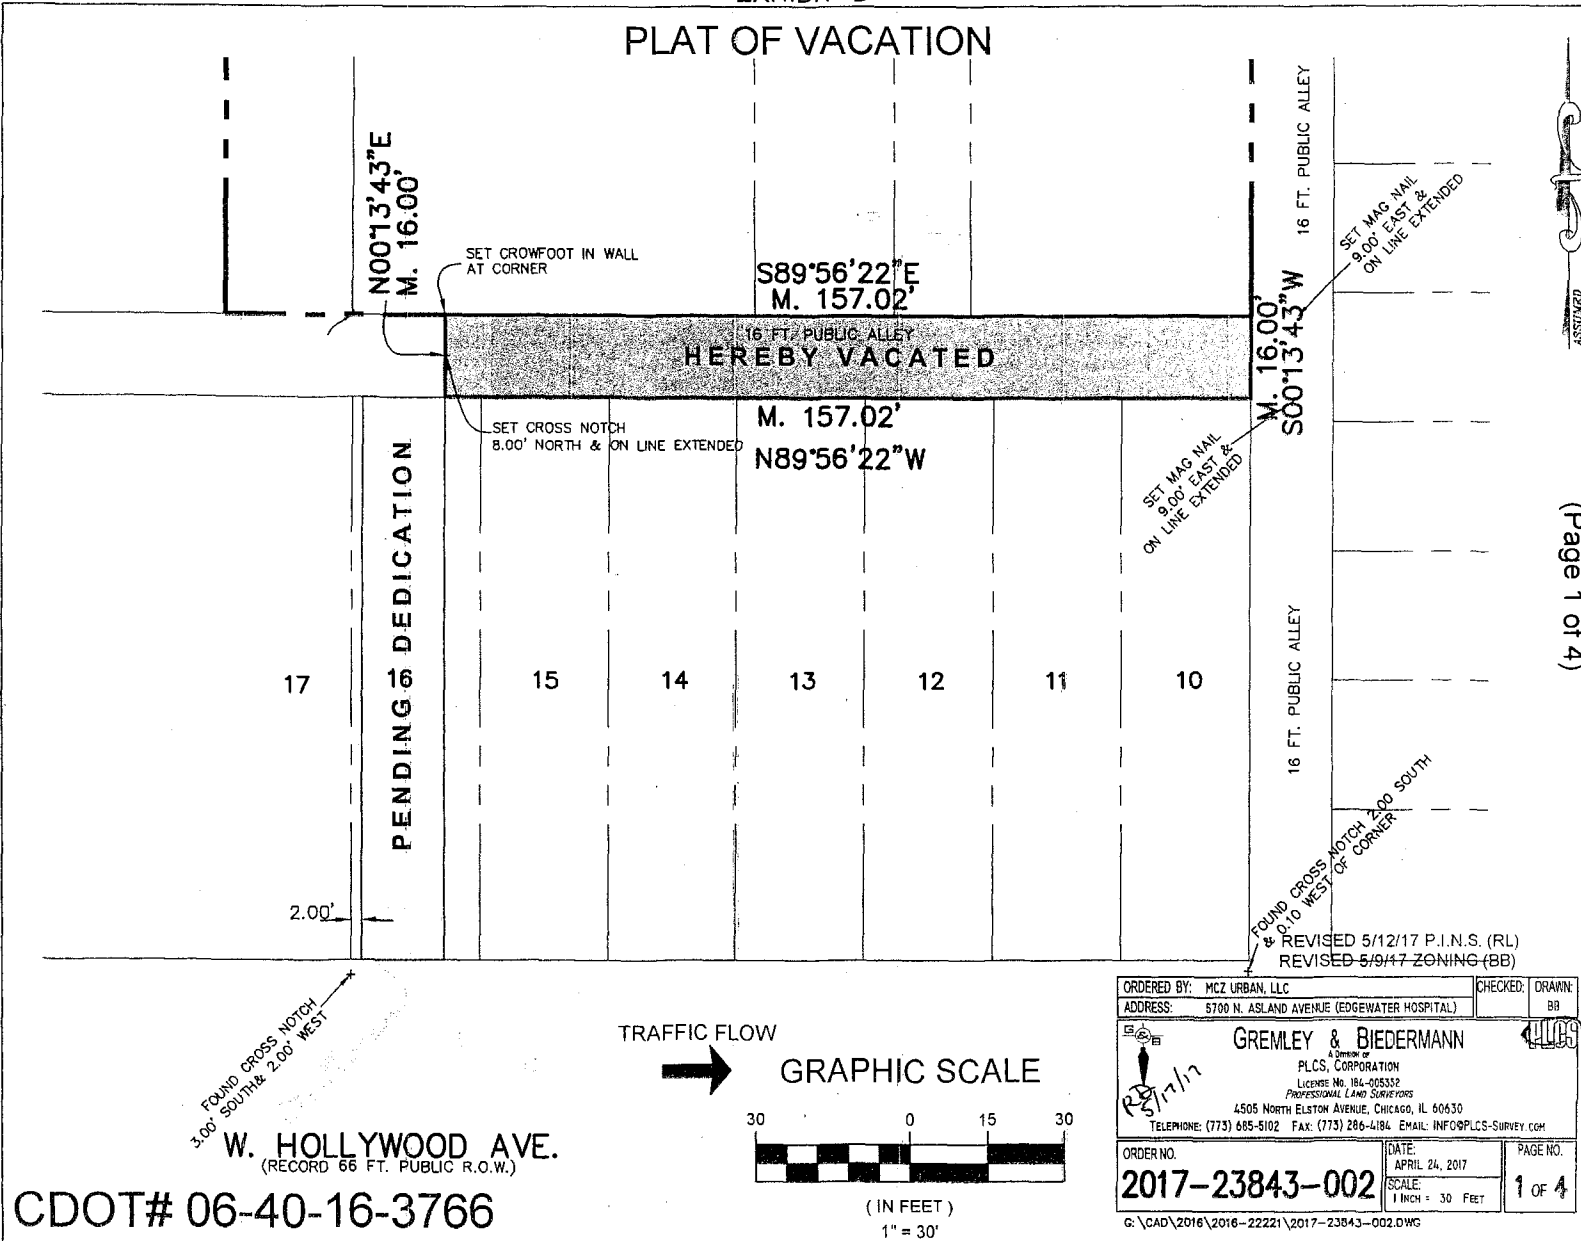 PLAT OF VACATION
N00°13'43"E
M. 16.00'
SET CROWFOOT IN WALL
AT CORNER
S89°56'22"E
M. 157.02'
16 FT. PUBLIC ALLEY
SET MAG NAIL
9.00' EAST &
ON LINE EXTENDED
ASSUMED
16 FT. PUBLIC ALLEY
HEREBY VACATED
M. 16.00'
S00°13'43"W
SET CROSS NOTCH
8.00' NORTH & ON LINE EXTENDED
M. 157.02'
N89°56'22"W
SET MAG NAIL
9.00' EAST &
ON LINE EXTENDED
(Page 1 of 4)
PENDING DEDICATION
17
16
15
14
13
12
11
10
16 FT. PUBLIC ALLEY
2.00'
FOUND CROSS NOTCH 2.00 SOUTH
& 0.10 WEST OF CORNER
REVISED 5/12/17 P.I.N.S. (RL)
REVISED 5/9/17 ZONING (BB)
FOUND CROSS NOTCH
3.00' SOUTH& 2.00' WEST
TRAFFIC FLOW
GRAPHIC SCALE
30 0 15 30
( IN FEET )
1" = 30'
W. HOLLYWOOD AVE.
(RECORD 66 FT. PUBLIC R.O.W.)
CDOT# 06-40-16-3766
ORDERED BY: MCZ URBAN, LLC
CHECKED: DRAWN:
ADDRESS: 5700 N. ASLAND AVENUE (EDGEWATER HOSPITAL)
BB
GREMLEY & BIEDERMANN
PLCS
A Division of
PLCS, CORPORATION
LICENSE No. 184-005332
PROFESSIONAL LAND SURVEYORS
4505 NORTH ELSTON AVENUE, CHICAGO, IL 60630
TELEPHONE: (773) 685-5102 FAX: (773) 286-4184 EMAIL: INFO@PLCS-SURVEY.COM
5/17/17
ORDER NO.
2017-23843-002
DATE:
APRIL 24, 2017
SCALE:
1 INCH = 30 FEET
PAGE NO.
1 OF 4
G:\CAD\2016\2016-22221\2017-23843-002.DWG